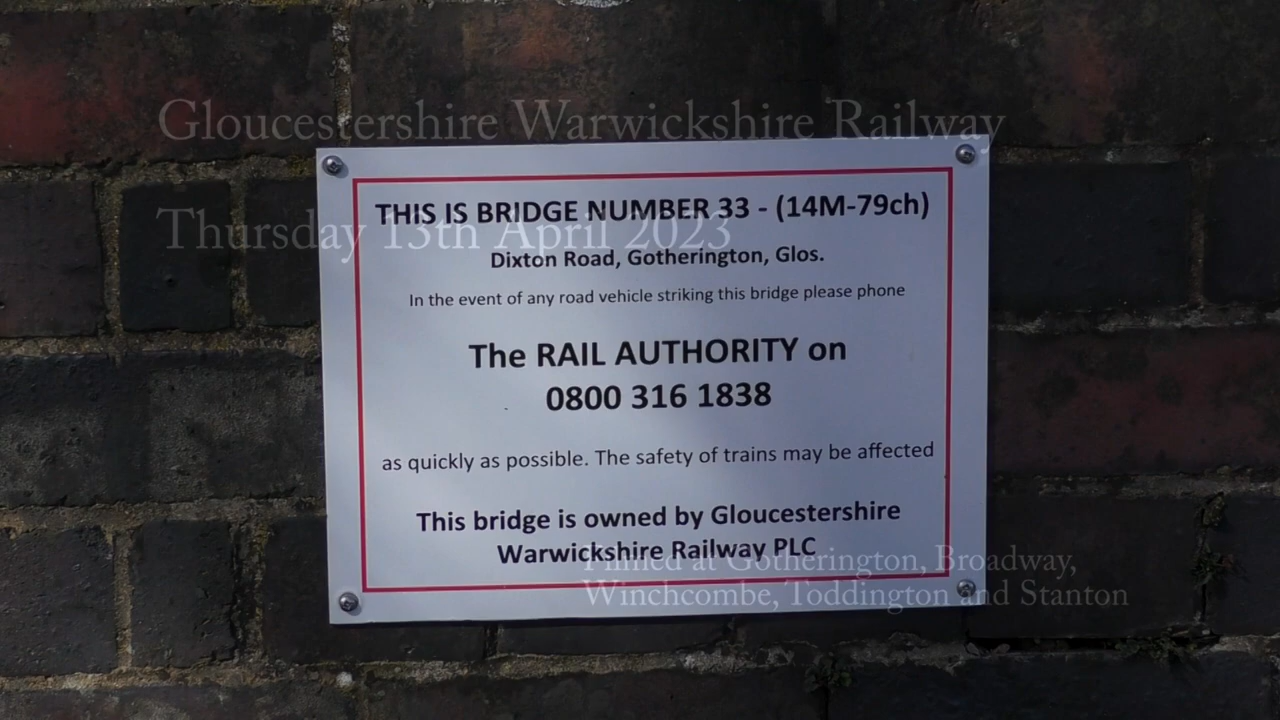 Gloucestershire Warwickshire Railway
THIS IS BRIDGE NUMBER 33 - (14M-79ch)
Thursday 13th April 2023
Dixton Road, Gotherington, Glos.
In the event of any road vehicle striking this bridge please phone
The RAIL AUTHORITY on
0800 316 1838
as quickly as possible. The safety of trains may be affected
This bridge is owned by Gloucestershire
Warwickshire Railway PLC
Filmed at Gotherington, Broadway,
Winchcombe, Toddington and Stanton